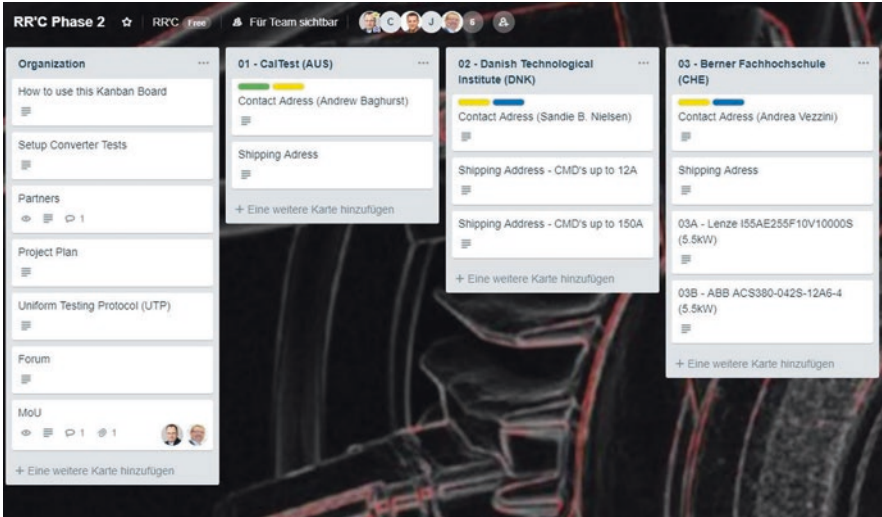 RR'C Phase 2 RR'C Free Für Team sichtbar C J 6
Organization
How to use this Kanban Board
Setup Converter Tests
Partners
1
Project Plan
Uniform Testing Protocol (UTP)
Forum
MoU
1 1
+ Eine weitere Karte hinzufügen
01 - CalTest (AUS)
Contact Adress (Andrew Baghurst)
Shipping Adress
+ Eine weitere Karte hinzufügen
02 - Danish Technological
Institute (DNK)
Contact Adress (Sandie B. Nielsen)
Shipping Address - CMD's up to 12A
Shipping Address - CMD's up to 150A
+ Eine weitere Karte hinzufügen
03 - Berner Fachhochschule
(CHE)
Contact Adress (Andrea Vezzini)
Shipping Adress
03A - Lenze I55AE255F10V10000S
(5.5kW)
03B - ABB ACS380-042S-12A6-4
(5.5kW)
+ Eine weitere Karte hinzufügen